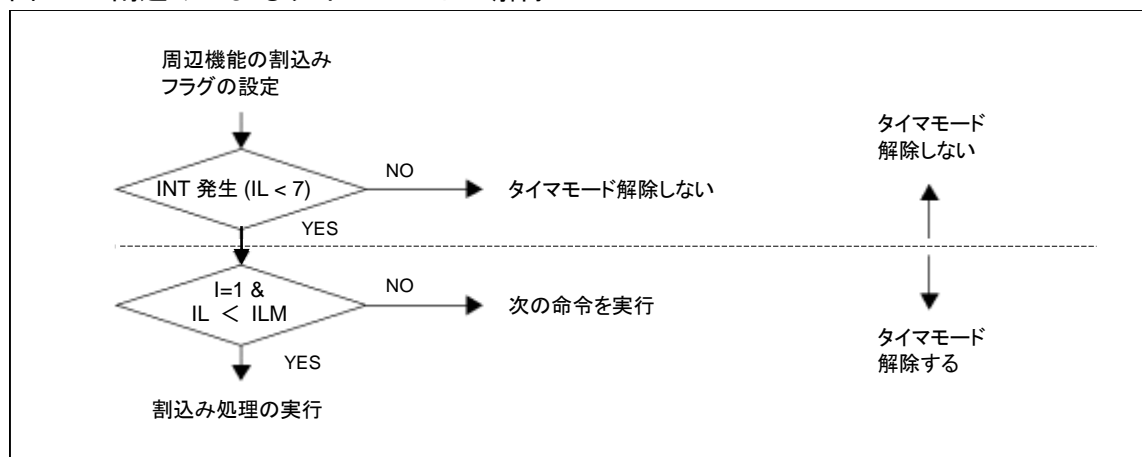 周辺機能の割込み
フラグの設定
INT 発生 (IL < 7)
NO
タイマモード解除しない
YES
タイマモード
解除しない
I=1 &
IL < ILM
NO
次の命令を実行
YES
タイマモード
解除する
割込み処理の実行